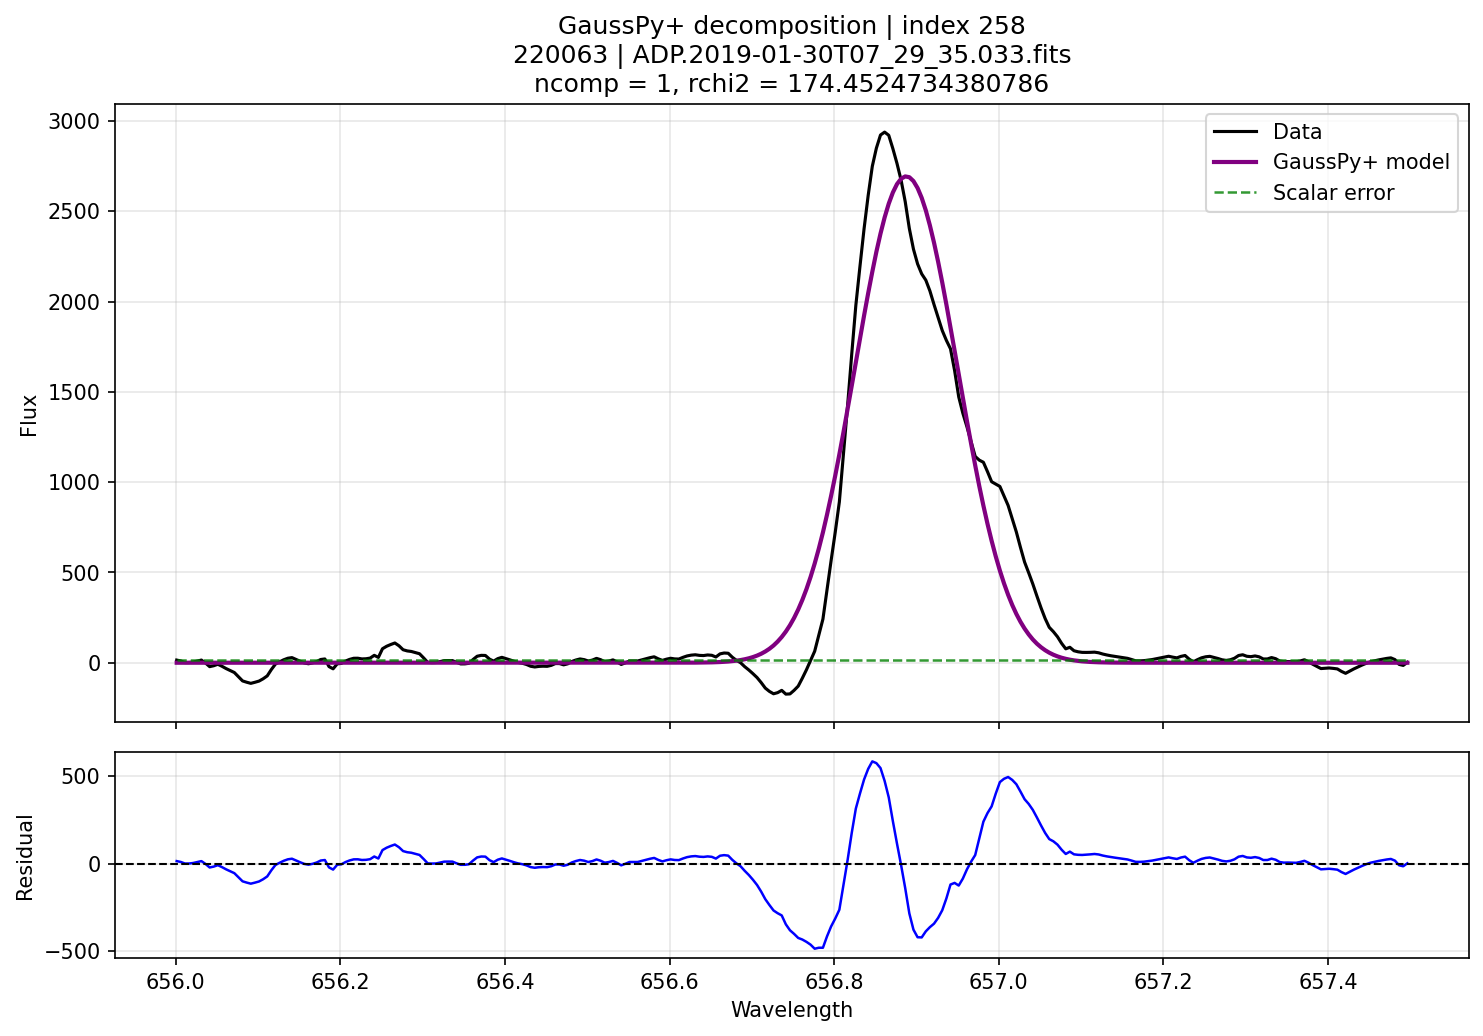 GaussPy+ decomposition | index 258
220063 | ADP.2019-01-30T07_29_35.033.fits
ncomp = 1, rchi2 = 174.4524734380786
Data
GaussPy+ model
Scalar error
3000
2500
2000
1500
1000
500
0
Flux
500
0
−500
Residual
656.0
656.2
656.4
656.6
656.8
657.0
657.2
657.4
Wavelength